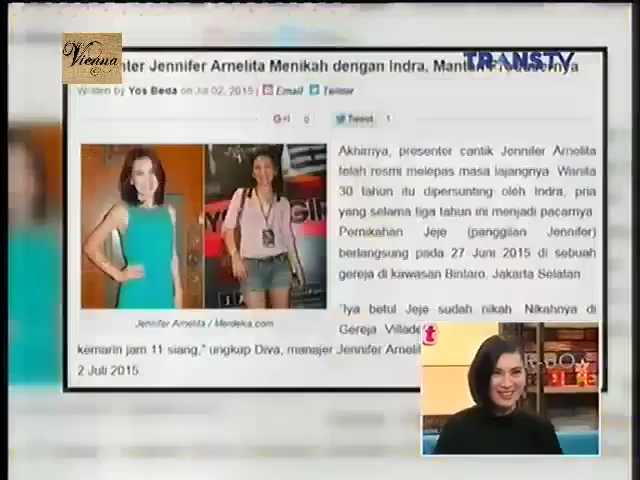 Vienna
TRANSTV
nter Jennifer Arnelita Menikah dengan Indra, Mantan Produsernya
Written by Yos Beda on Jul 02, 2015 | Email Twitter
G+1 0 Tweet 1
Akhirnya, presenter cantik Jennifer Arnelita
telah resmi melepas masa lajangnya. Wanita
30 tahun itu dipersunting oleh Indra, pria
yang selama tiga tahun ini menjadi pacarnya.
Pernikahan Jeje (panggilan Jennifer)
berlangsung pada 27 Juni 2015 di sebuah
gereja di kawasan Bintaro, Jakarta Selatan.
Jennifer Arnelita / Merdeka.com
"Iya betul Jeje sudah nikah. Nikahnya di
Gereja Villa
kemarin jam 11 siang," ungkap Diva, manajer Jennifer Arnelit
2 Juli 2015.
t